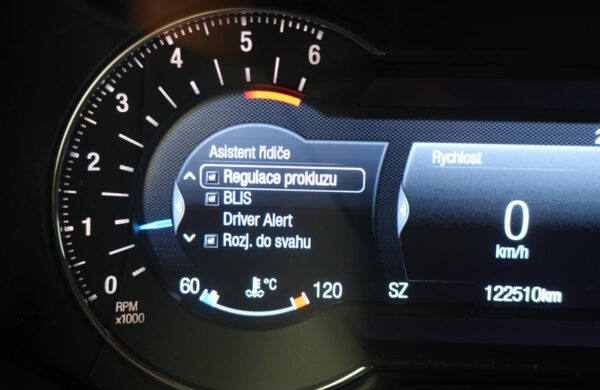 6
5
4
3
2
1
0
RPM
x1000
Asistent řidiče
Regulace prokluzu
BLIS
Driver Alert
Rozj. do svahu
60 °C 120
Rychlost
0
km/h
SZ 122510km